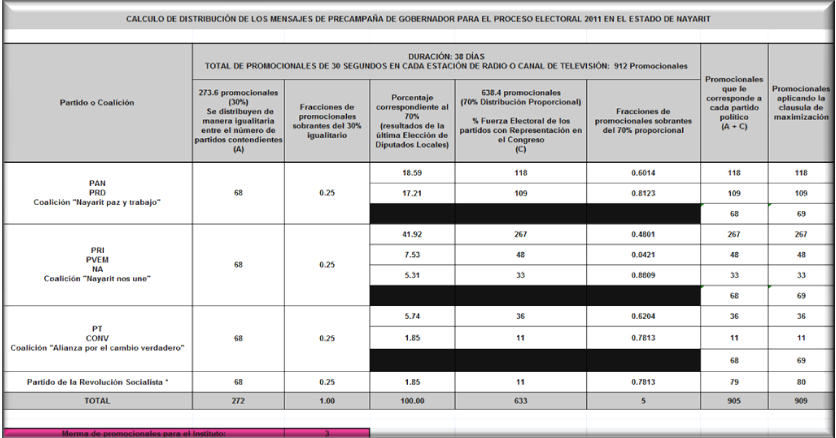 CALCULO DE DISTRIBUCIÓN DE LOS MENSAJES DE PRECAMPAÑA DE GOBERNADOR PARA EL PROCESO ELECTORAL 2011 EN EL ESTADO DE NAYARIT
DURACIÓN: 38 DÍAS
TOTAL DE PROMOCIONALES DE 30 SEGUNDOS EN CADA ESTACIÓN DE RADIO O CANAL DE TELEVISIÓN: 912 Promocionales
Partido o Coalición
273.6 promocionales
(30%)
Se distribuyen de
manera igualitaria
entre el número de
partidos contendientes
(A)
Fracciones de
promocionales
sobrantes del 30%
igualitario
Porcentaje
correspondiente al
70%
(resultados de la
última Elección de
Diputados Locales)
638.4 promocionales
(70% Distribución Proporcional)
% Fuerza Electoral de los
partidos con Representación en
el Congreso
(C)
Fracciones de
promocionales sobrantes
del 70% proporcional
Promocionales
que le
corresponde a
cada partido
político
(A + C)
Promocionales
aplicando la
clausula de
maximización
PAN
PRD
Coalición "Nayarit paz y trabajo"
68 0.25
18.59 118 0.6014 118 118
17.21 109 0.8123 109 109
68 69
PRI
PVEM
NA
Coalición "Nayarit nos une"
68 0.25
41.92 267 0.4801 267 267
7.53 48 0.0421 48 48
5.31 33 0.8809 33 33
68 69
PT
CONV
Coalición "Alianza por el cambio verdadero"
68 0.25
5.74 36 0.6204 36 36
1.85 11 0.7813 11 11
68 69
Partido de la Revolución Socialista * 68 0.25 1.85 11 0.7813 79 80
TOTAL 272 1.00 100.00 633 5 905 909
Merma de promocionales para el Instituto: 3